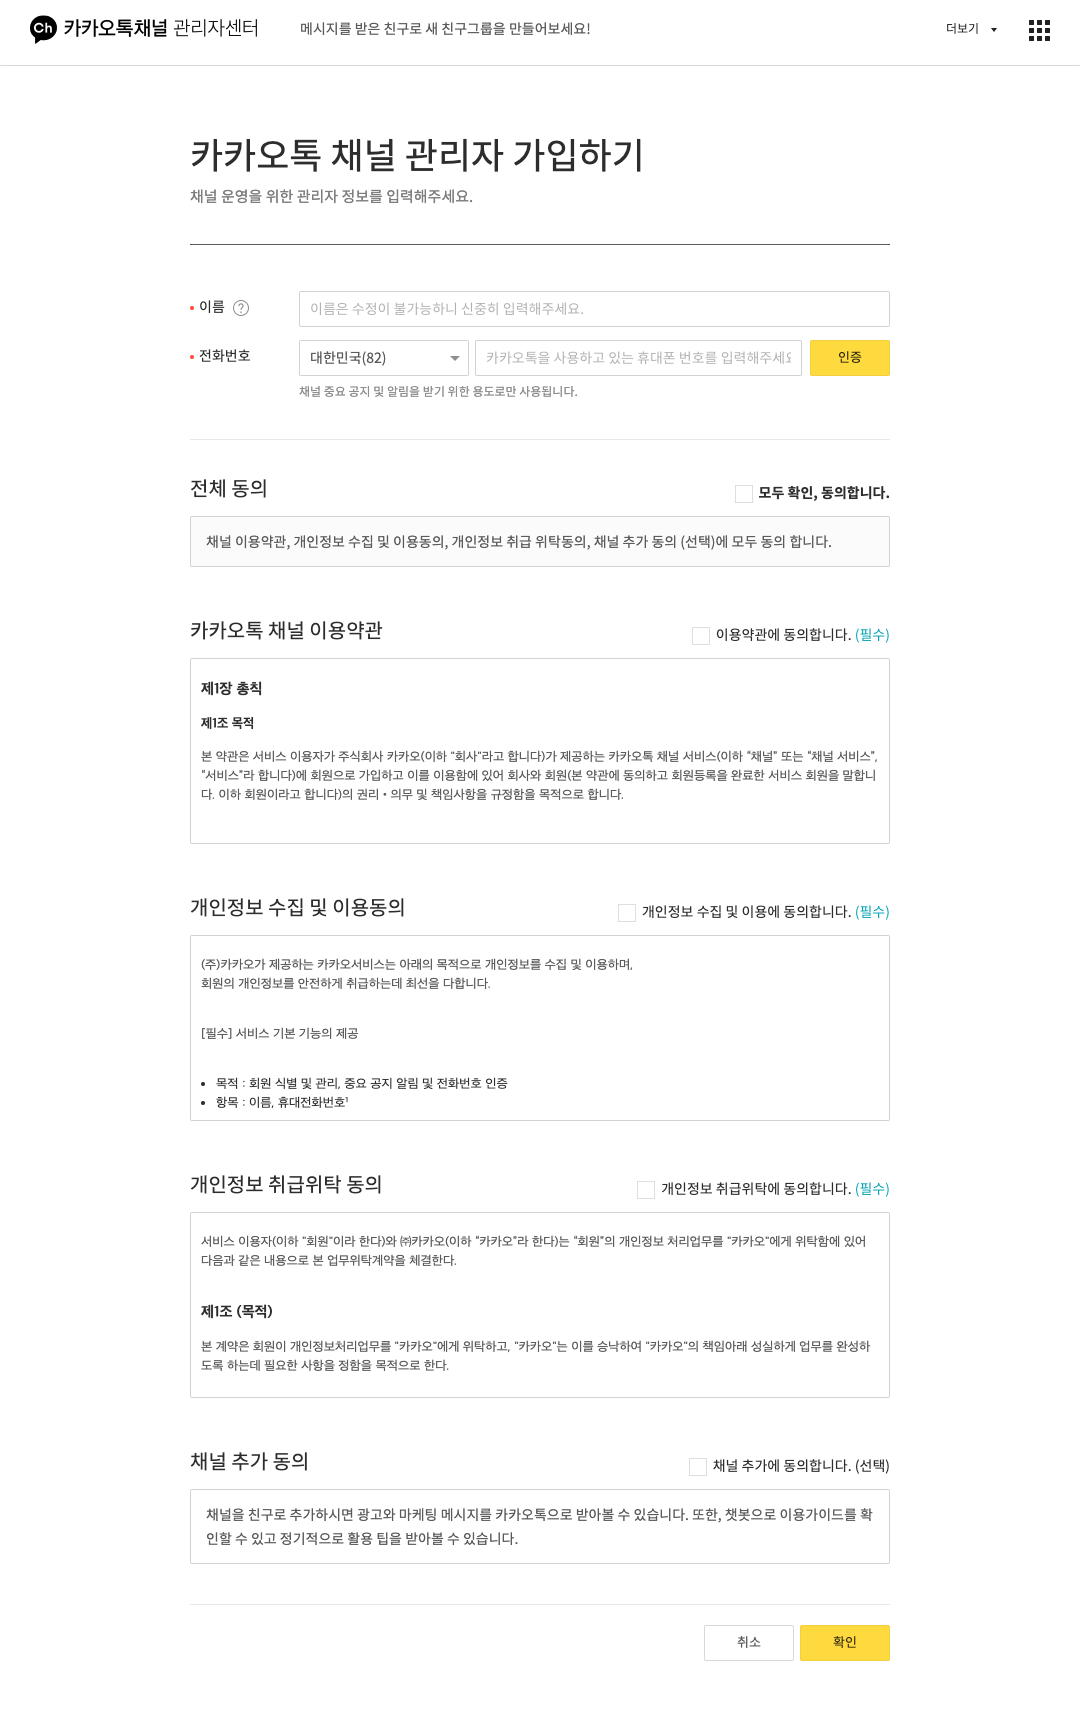 Ch 카카오톡채널 관리자센터
메시지를 받은 친구로 새 친구그룹을 만들어보세요!
더보기
카카오톡 채널 관리자 가입하기
채널 운영을 위한 관리자 정보를 입력해주세요.
이름 ?
이름은 수정이 불가능하니 신중히 입력해주세요.
전화번호
대한민국(82)
카카오톡을 사용하고 있는 휴대폰 번호를 입력해주세요
인증
채널 중요 공지 및 알림을 받기 위한 용도로만 사용됩니다.
전체 동의
모두 확인, 동의합니다.
채널 이용약관, 개인정보 수집 및 이용동의, 개인정보 취급 위탁동의, 채널 추가 동의 (선택)에 모두 동의 합니다.
카카오톡 채널 이용약관
이용약관에 동의합니다. (필수)
제1장 총칙
제1조 목적
본 약관은 서비스 이용자가 주식회사 카카오(이하 "회사"라고 합니다)가 제공하는 카카오톡 채널 서비스(이하 "채널" 또는 "채널 서비스",
"서비스"라 합니다)에 회원으로 가입하고 이를 이용함에 있어 회사와 회원(본 약관에 동의하고 회원등록을 완료한 서비스 회원을 말합니
다. 이하 회원이라고 합니다)의 권리 • 의무 및 책임사항을 규정함을 목적으로 합니다.
개인정보 수집 및 이용동의
개인정보 수집 및 이용에 동의합니다. (필수)
(주)카카오가 제공하는 카카오서비스는 아래의 목적으로 개인정보를 수집 및 이용하며,
회원의 개인정보를 안전하게 취급하는데 최선을 다합니다.
[필수] 서비스 기본 기능의 제공
• 목적 : 회원 식별 및 관리, 중요 공지 알림 및 전화번호 인증
• 항목 : 이름, 휴대전화번호¹
개인정보 취급위탁 동의
개인정보 취급위탁에 동의합니다. (필수)
서비스 이용자(이하 "회원"이라 한다)와 ㈜카카오(이하 "카카오"라 한다)는 "회원"의 개인정보 처리업무를 "카카오"에게 위탁함에 있어
다음과 같은 내용으로 본 업무위탁계약을 체결한다.
제1조 (목적)
본 계약은 회원이 개인정보처리업무를 "카카오"에게 위탁하고, "카카오"는 이를 승낙하여 "카카오"의 책임아래 성실하게 업무를 완성하
도록 하는데 필요한 사항을 정함을 목적으로 한다.
채널 추가 동의
채널 추가에 동의합니다. (선택)
채널을 친구로 추가하시면 광고와 마케팅 메시지를 카카오톡으로 받아볼 수 있습니다. 또한, 챗봇으로 이용가이드를 확
인할 수 있고 정기적으로 활용 팁을 받아볼 수 있습니다.
취소
확인